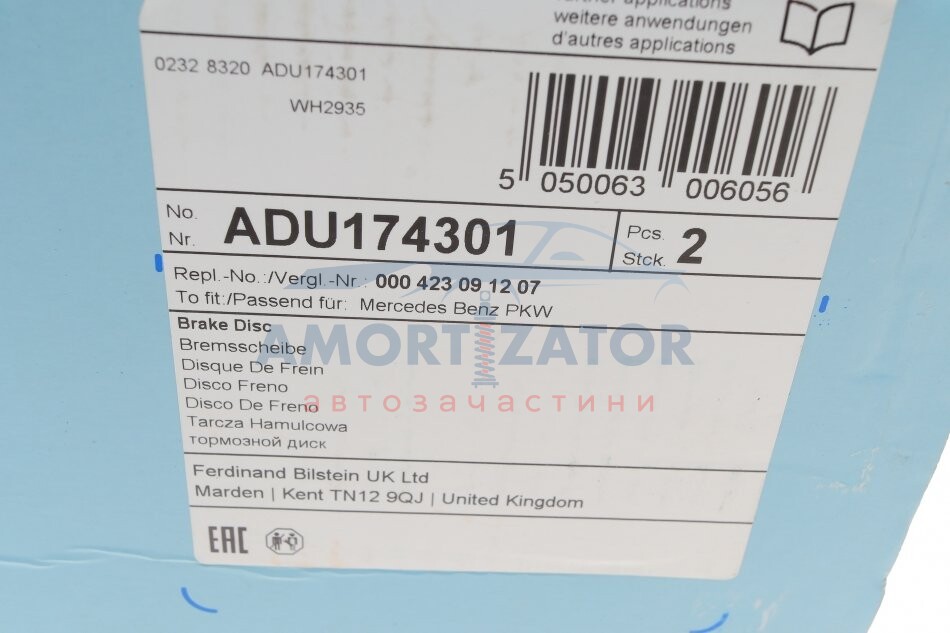 further applications
weitere anwendungen
d'autres applications
0232 8320 ADU174301
WH2935
5 050063 006056
No.
Nr.
ADU174301
Pcs.
Stck.
2
Repl.-No.:/Vergl.-Nr.: 000 423 09 12 07
To fit:/Passend für: Mercedes Benz PKW
Brake Disc
Bremsscheibe
Disque De Frein
Disco Freno
Disco De Freno
Tarcza Hamulcowa
тормозной диск
AMORTIZATOR
автозачастини
Ferdinand Bilstein UK Ltd
Marden | Kent TN12 9QJ | United Kingdom
EAC